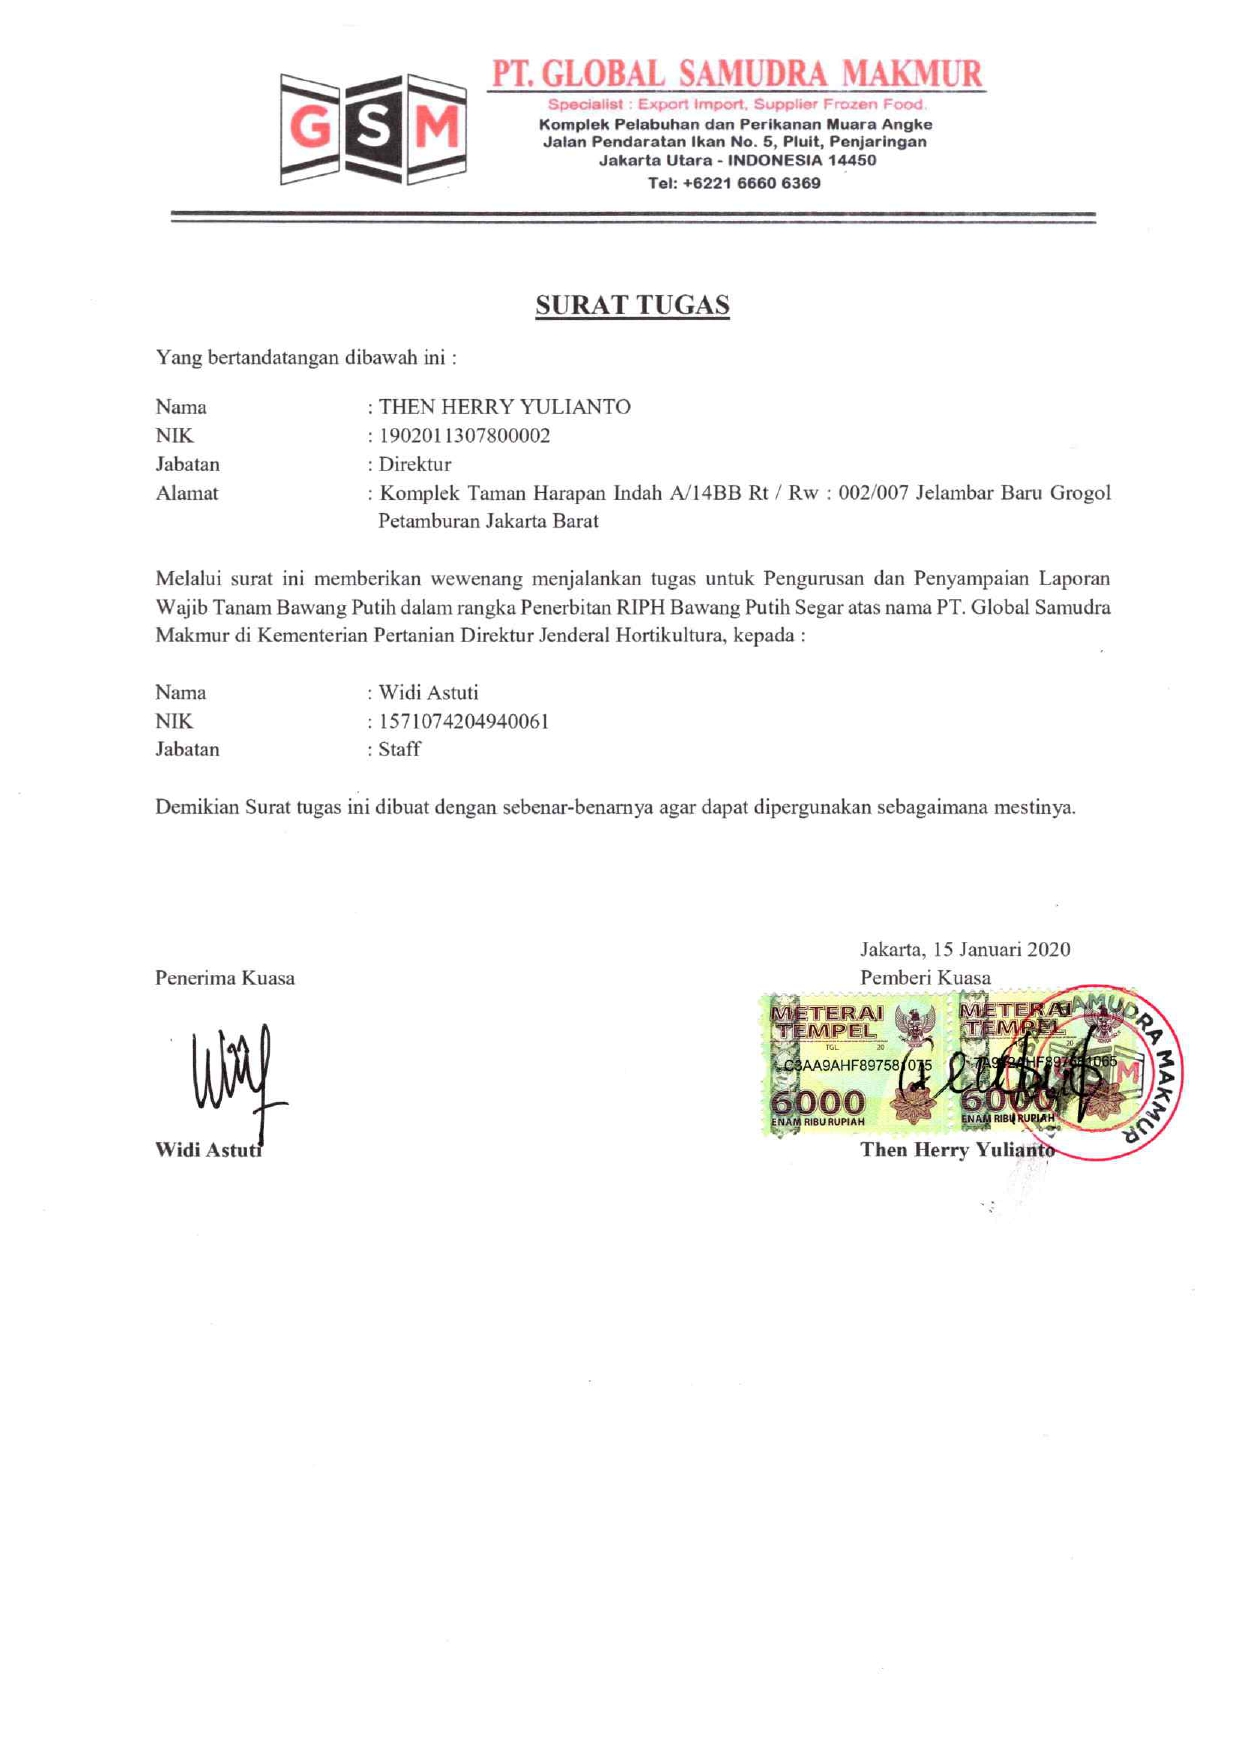 GSM
PT. GLOBAL SAMUDRA MAKMUR
Specialist : Export Import, Supplier Frozen Food.
Komplek Pelabuhan dan Perikanan Muara Angke
Jalan Pendaratan Ikan No. 5, Pluit, Penjaringan
Jakarta Utara - INDONESIA 14450
Tel: +6221 6660 6369
SURAT TUGAS
Yang bertandatangan dibawah ini :
Nama : THEN HERRY YULIANTO
NIK : 1902011307800002
Jabatan : Direktur
Alamat : Komplek Taman Harapan Indah A/14BB Rt / Rw : 002/007 Jelambar Baru Grogol
Petamburan Jakarta Barat
Melalui surat ini memberikan wewenang menjalankan tugas untuk Pengurusan dan Penyampaian Laporan
Wajib Tanam Bawang Putih dalam rangka Penerbitan RIPH Bawang Putih Segar atas nama PT. Global Samudra
Makmur di Kementerian Pertanian Direktur Jenderal Hortikultura, kepada :
Nama : Widi Astuti
NIK : 1571074204940061
Jabatan : Staff
Demikian Surat tugas ini dibuat dengan sebenar-benarnya agar dapat dipergunakan sebagaimana mestinya.
Jakarta, 15 Januari 2020
Penerima Kuasa
Pemberi Kuasa
METERAI TEMPEL
TGL 20
C3AA9AHF897581075
6000
ENAM RIBU RUPIAH
METERAI TEMPEL
20
6000
ENAM RIBU RUPIAH
SAMUDRA MAKMUR
M
Widi Astuti
Then Herry Yulianto